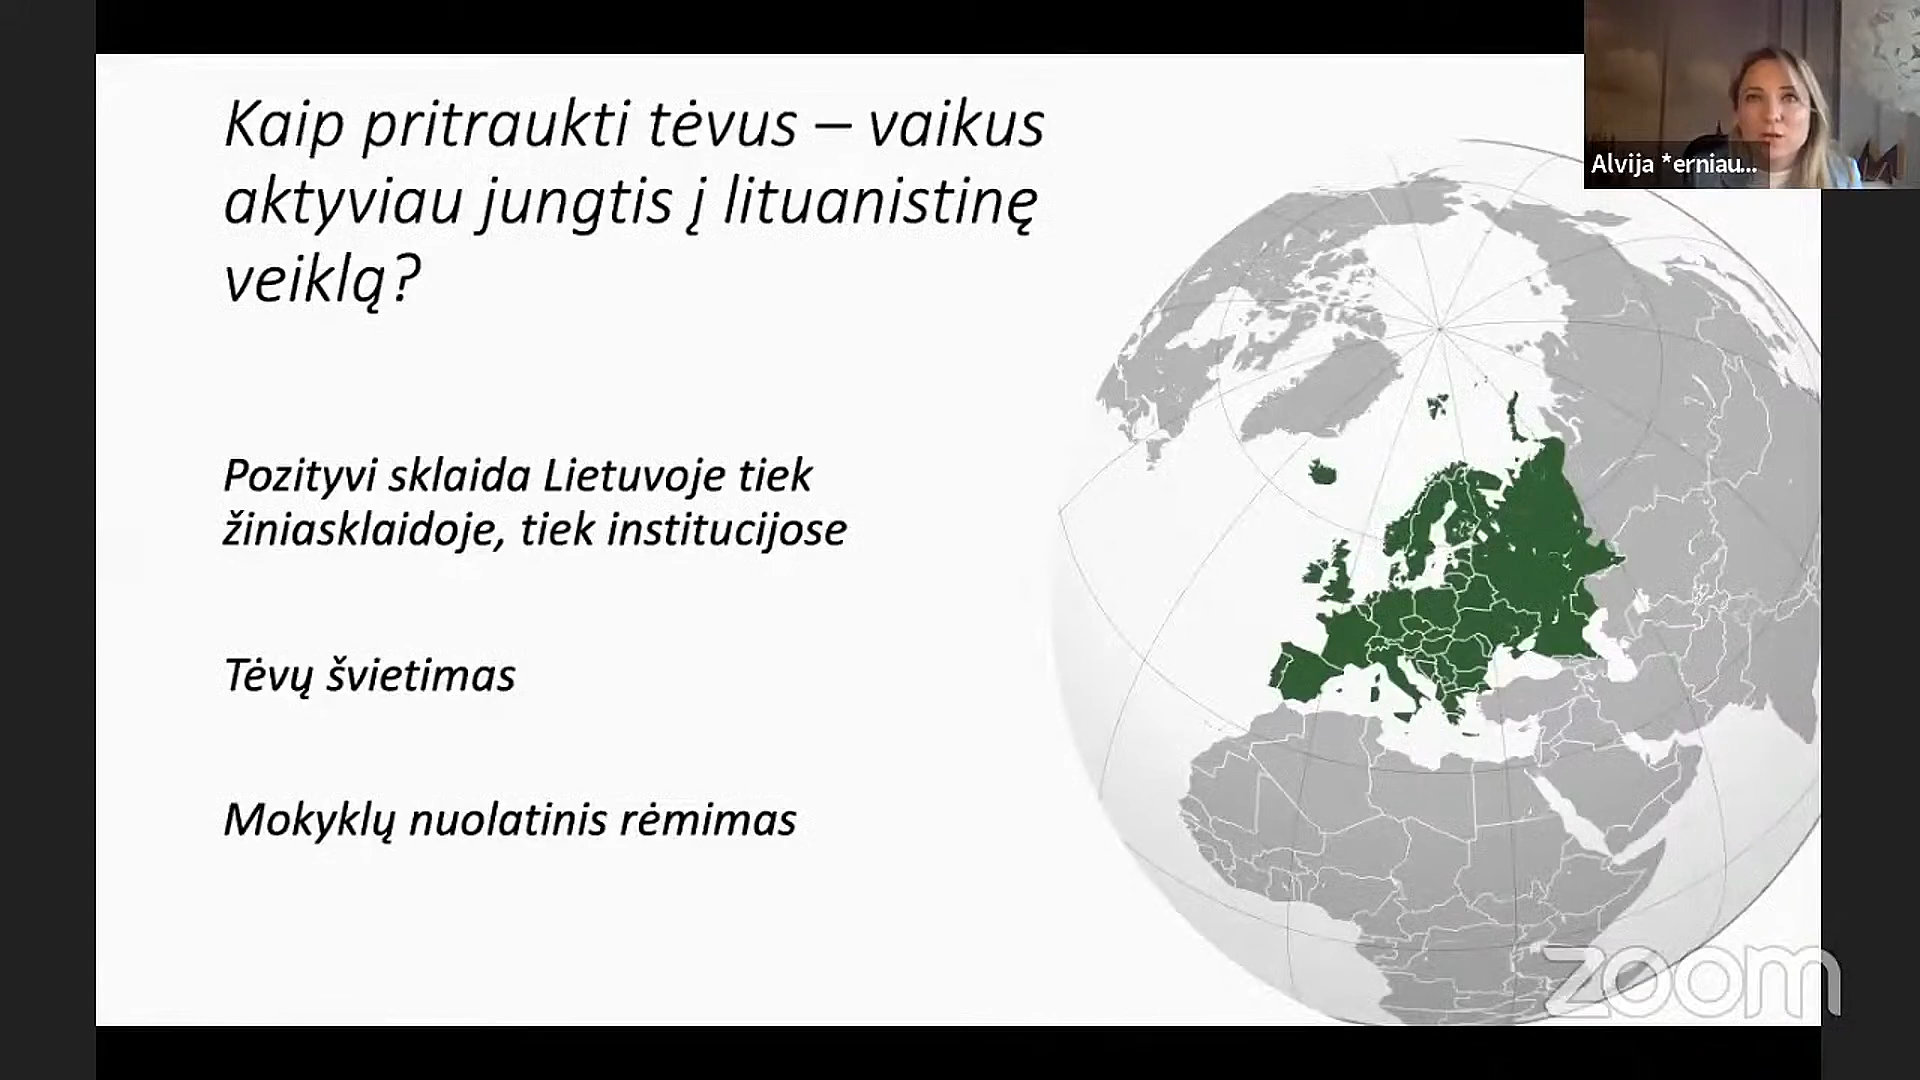 Kaip pritraukti tėvus – vaikus
aktyviau jungtis į lituanistinę
veiklą?
Pozityvi sklaida Lietuvoje tiek
žiniasklaidoje, tiek institucijose
Tėvų švietimas
Mokyklų nuolatinis rėmimas
Alvija *erniau...
zoom